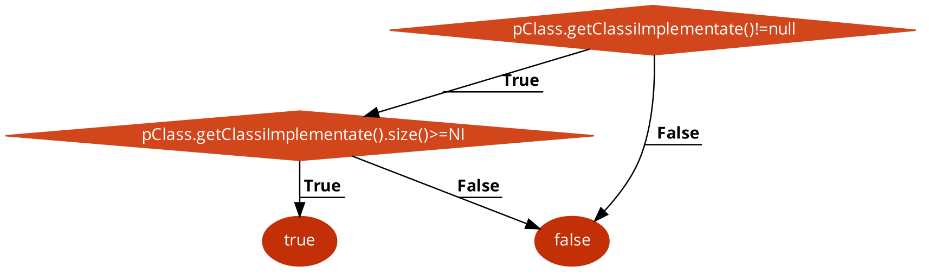 pClass.getClassiImplementate()!=null
True
pClass.getClassiImplementate().size()>=NI
False
True
False
true
false